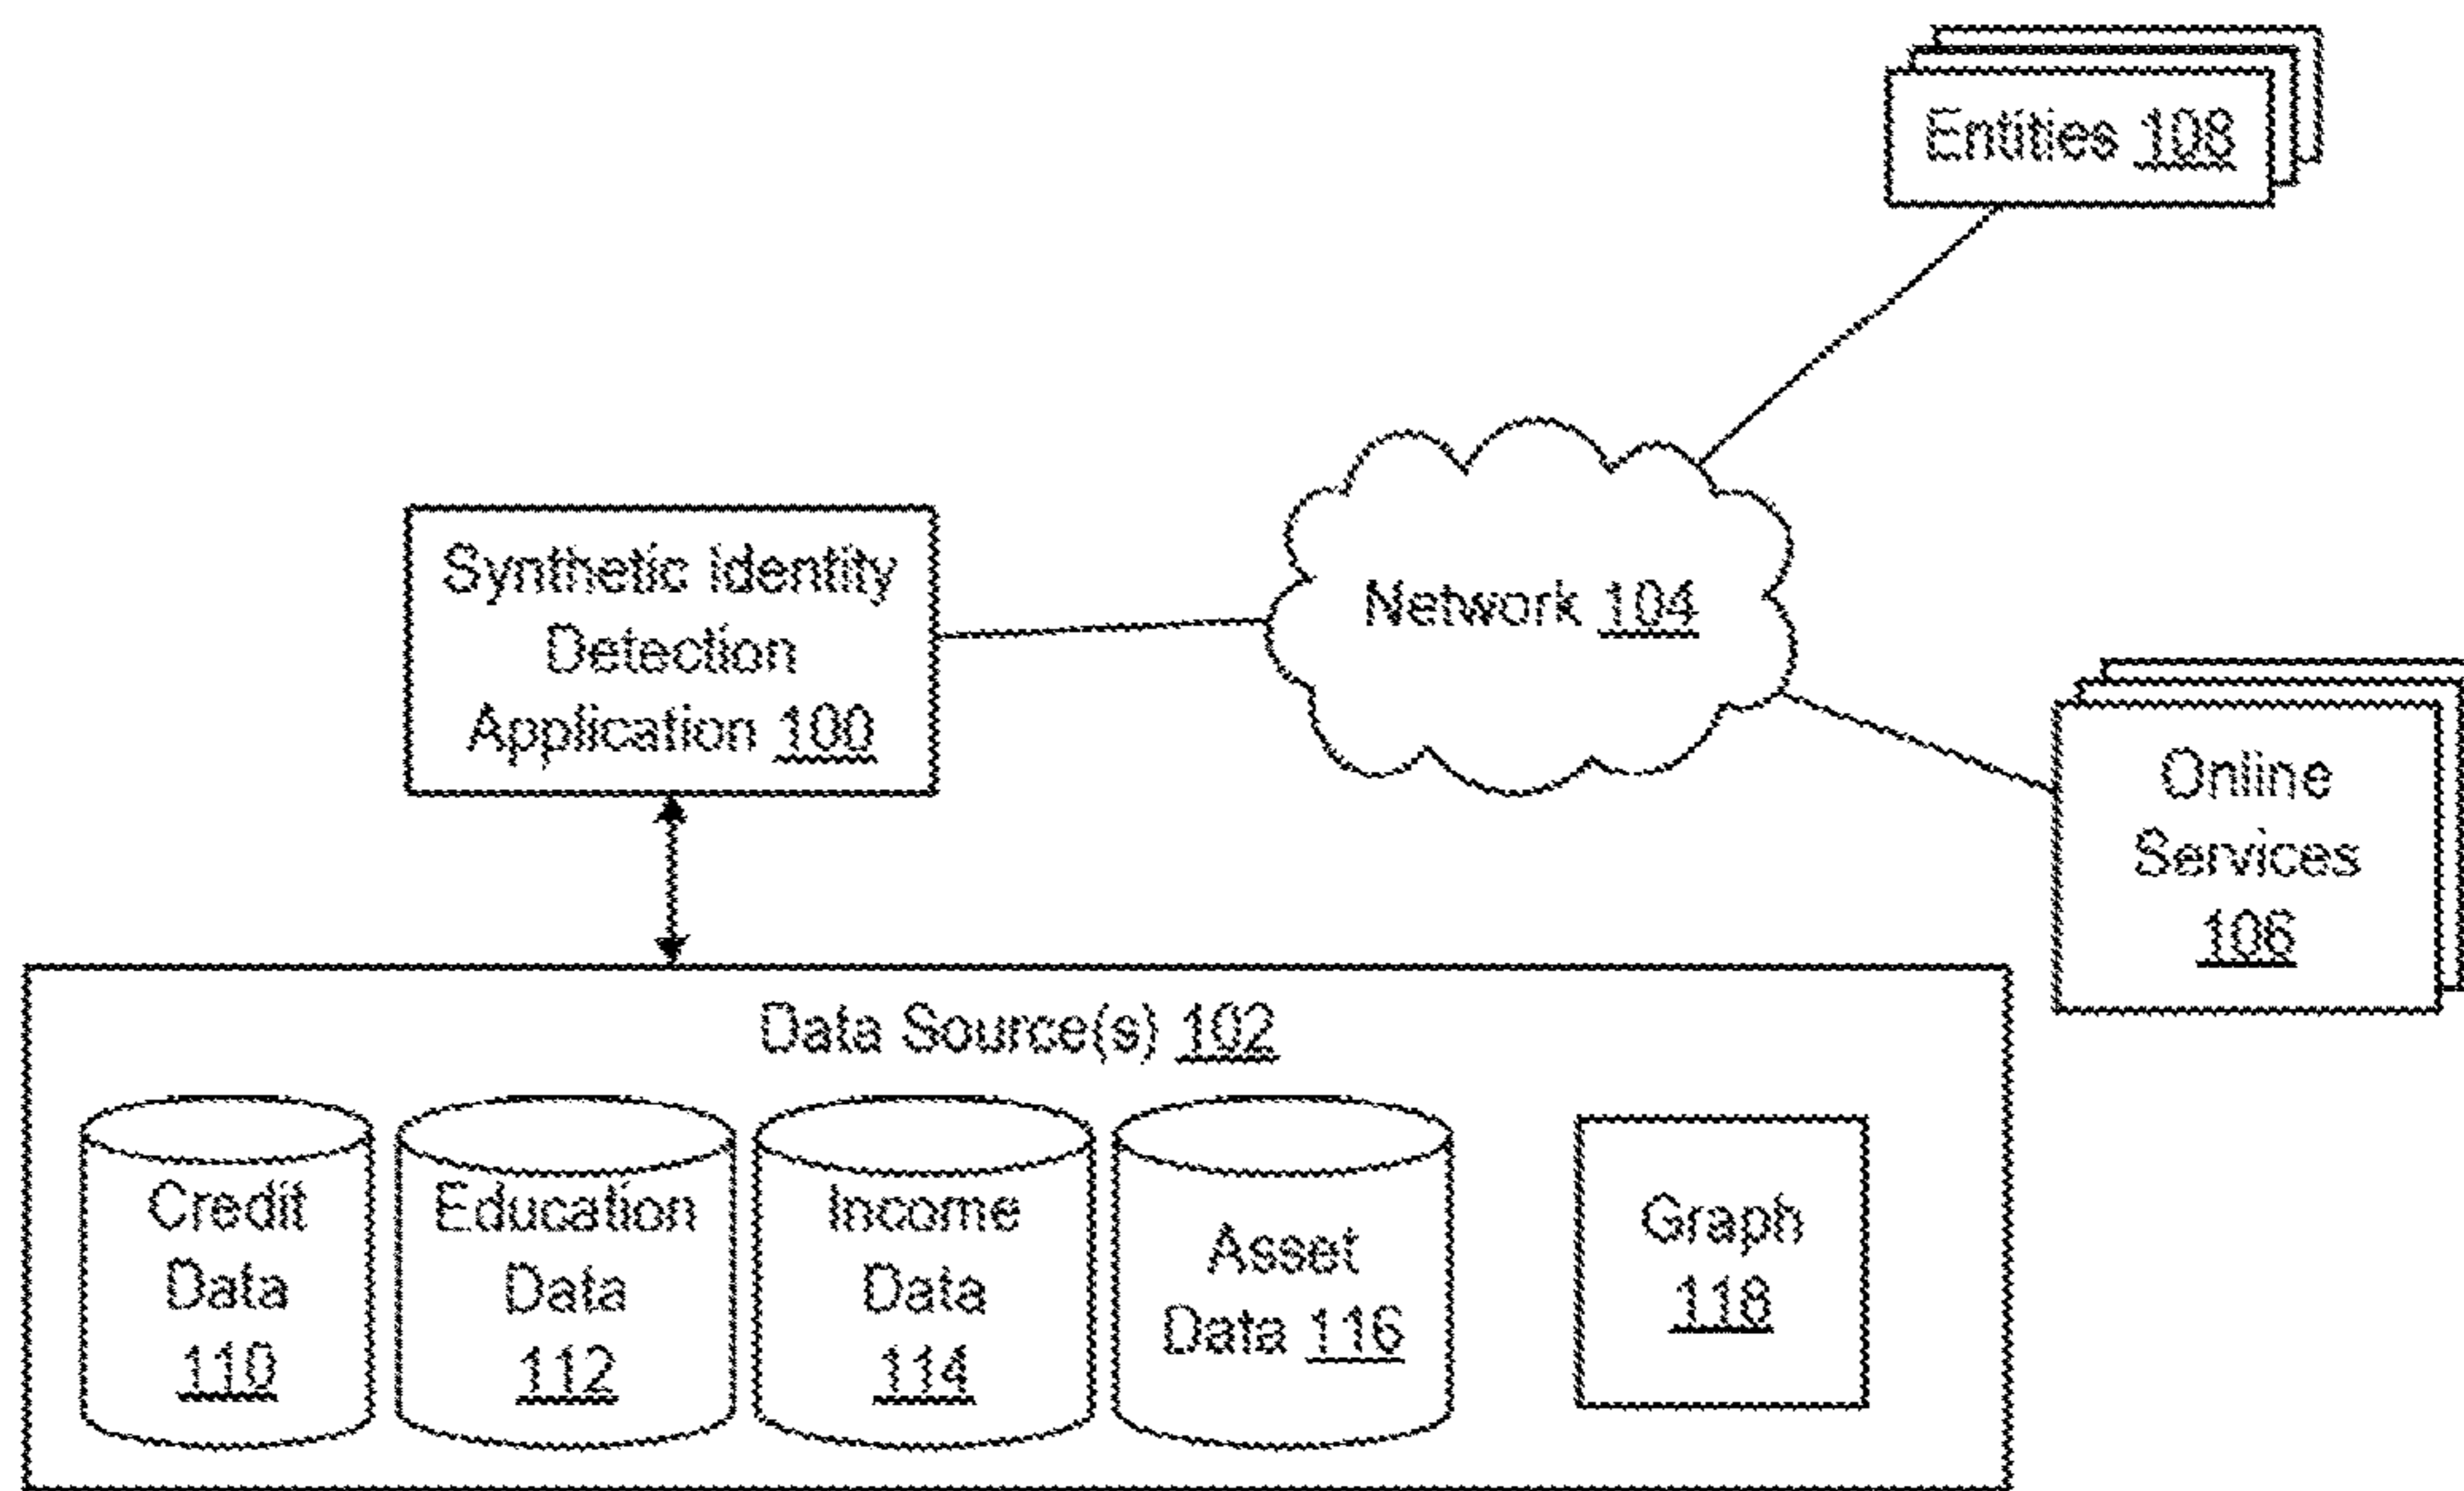 Entities 108
Synthetic Identity
Detection
Application 100
Network 104
Online
Services
106
Data Source(s) 102
Credit
Data
110
Education
Data
112
Income
Data
114
Asset
Data 116
Graph
118